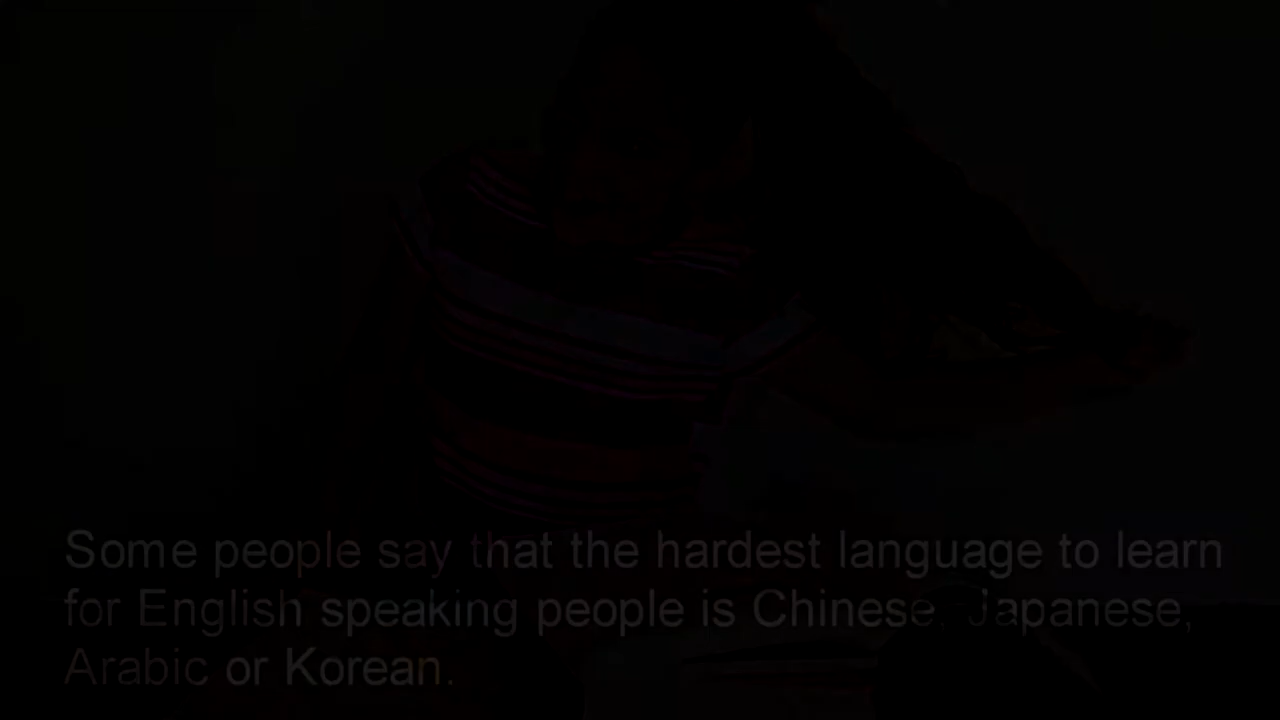 Some people say that the hardest language to learn
for English speaking people is Chinese, Japanese,
Arabic or Korean.